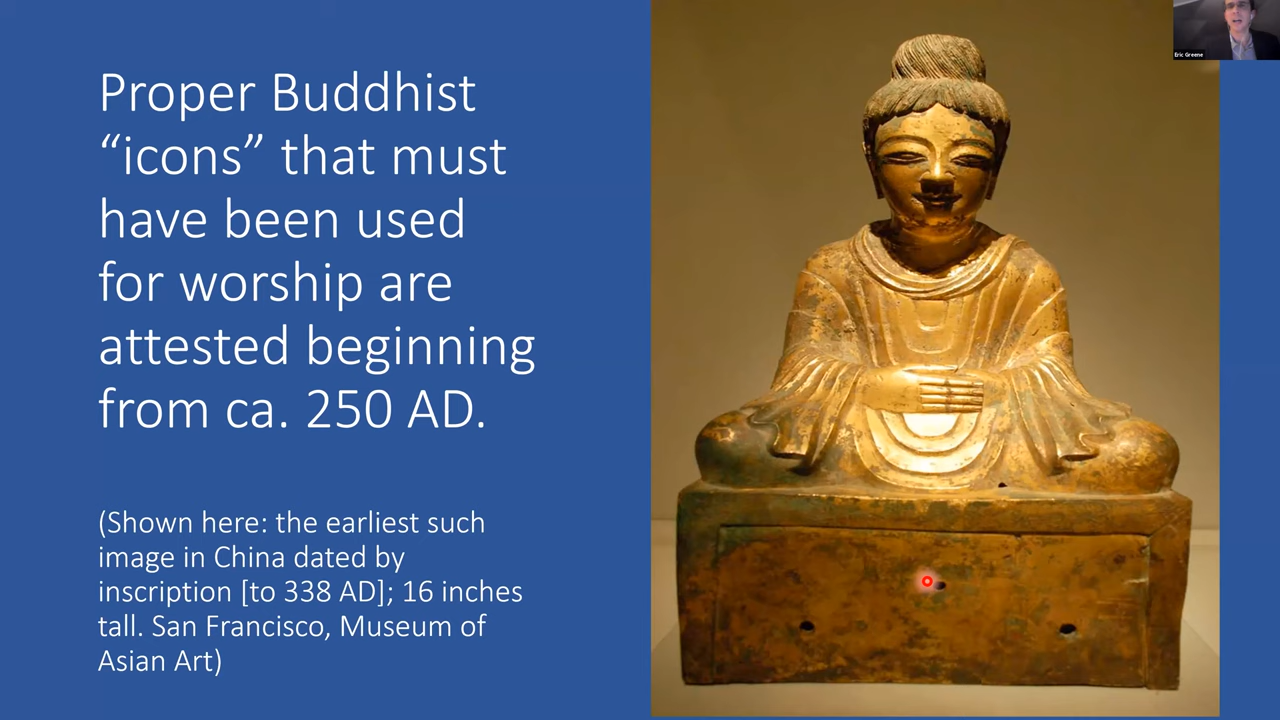 Proper Buddhist
“icons” that must
have been used
for worship are
attested beginning
from ca. 250 AD.
(Shown here: the earliest such
image in China dated by
inscription [to 338 AD]; 16 inches
tall. San Francisco, Museum of
Asian Art)
Eric Greene